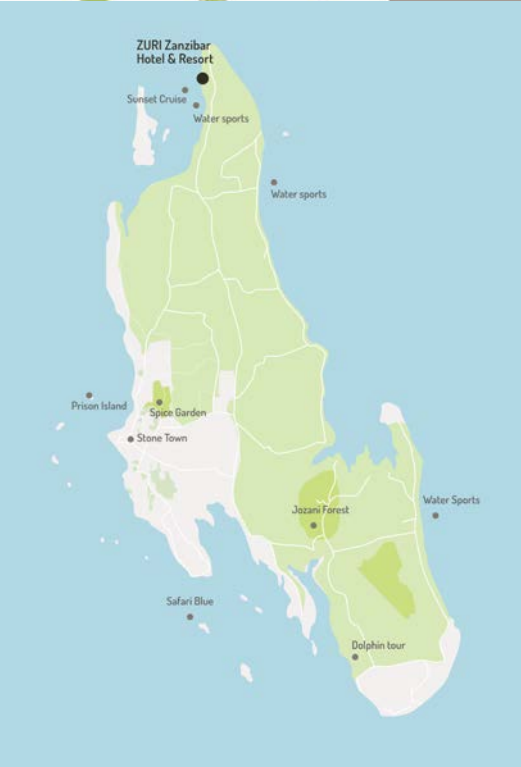 ZURI Zanzibar
Hotel & Resort
Sunset Cruise
Water sports
Water sports
Prison Island
Spice Garden
Stone Town
Water Sports
Jozani Forest
Safari Blue
Dolphin tour